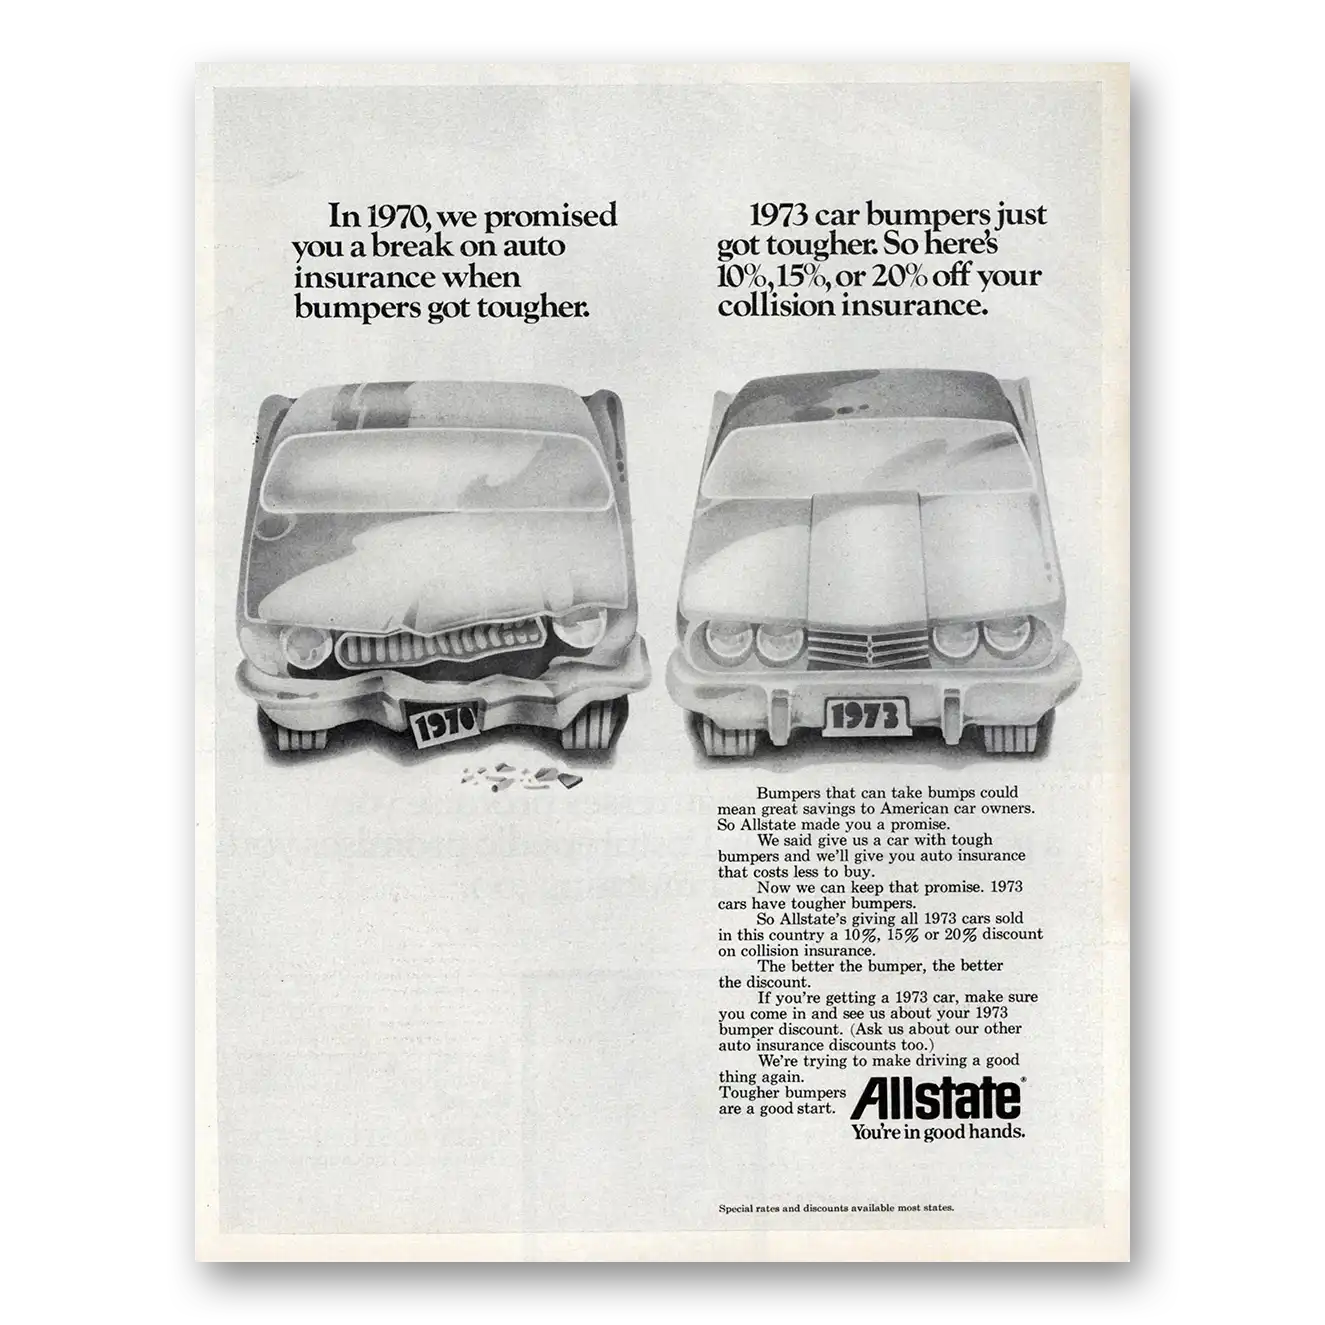 In 1970, we promised
you a break on auto
insurance when
bumpers got tougher.
1973 car bumpers just
got tougher. So here's
10%, 15%, or 20% off your
collision insurance.
1970
1973
Bumpers that can take bumps could
mean great savings to American car owners.
So Allstate made you a promise.
We said give us a car with tough
bumpers and we'll give you auto insurance
that costs less to buy.
Now we can keep that promise. 1973
cars have tougher bumpers.
So Allstate's giving all 1973 cars sold
in this country a 10%, 15% or 20% discount
on collision insurance.
The better the bumper, the better
the discount.
If you're getting a 1973 car, make sure
you come in and see us about your 1973
bumper discount. (Ask us about our other
auto insurance discounts too.)
We're trying to make driving a good
thing again.
Tougher bumpers
are a good start.
Allstate®
You're in good hands.
Special rates and discounts available most states.